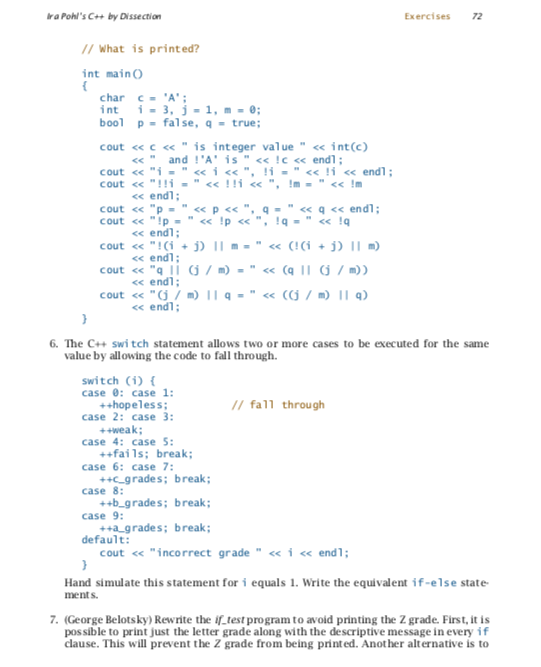 Ira Pohl's C++ by Dissection Exercises 72
// What is printed?
int main()
{
char c = 'A';
int i = 3, j = 1, m = 0;
bool p = false, q = true;
cout << c << " is integer value " << int(c)
<< " and !'A' is " << !c << endl;
cout << "i = " << i << ", !i = " << !i << endl;
cout << "!!i = " << !!i << ", !m = " << !m
<< endl;
cout << "p = " << p << ", q = " << q << endl;
cout << "!p = " << !p << ", !q = " << !q
<< endl;
cout << "!(i + j) || m = " << (!(i + j) || m)
<< endl;
cout << "q || (j / m) = " << (q || (j / m))
<< endl;
cout << "(j / m) || q = " << ((j / m) || q)
<< endl;
}
6. The C++ switch statement allows two or more cases to be executed for the same
value by allowing the code to fall through.
switch (i) {
case 0: case 1:
++hopeless; // fall through
case 2: case 3:
++weak;
case 4: case 5:
++fails; break;
case 6: case 7:
++c_grades; break;
case 8:
++b_grades; break;
case 9:
++a_grades; break;
default:
cout << "incorrect grade " << i << endl;
}
Hand simulate this statement for i equals 1. Write the equivalent if-else state-
ments.
7. (George Belotsky) Rewrite the if_test program to avoid printing the Z grade. First, it is
possible to print just the letter grade along with the descriptive message in every if
clause. This will prevent the Z grade from being printed. Another alternative is to